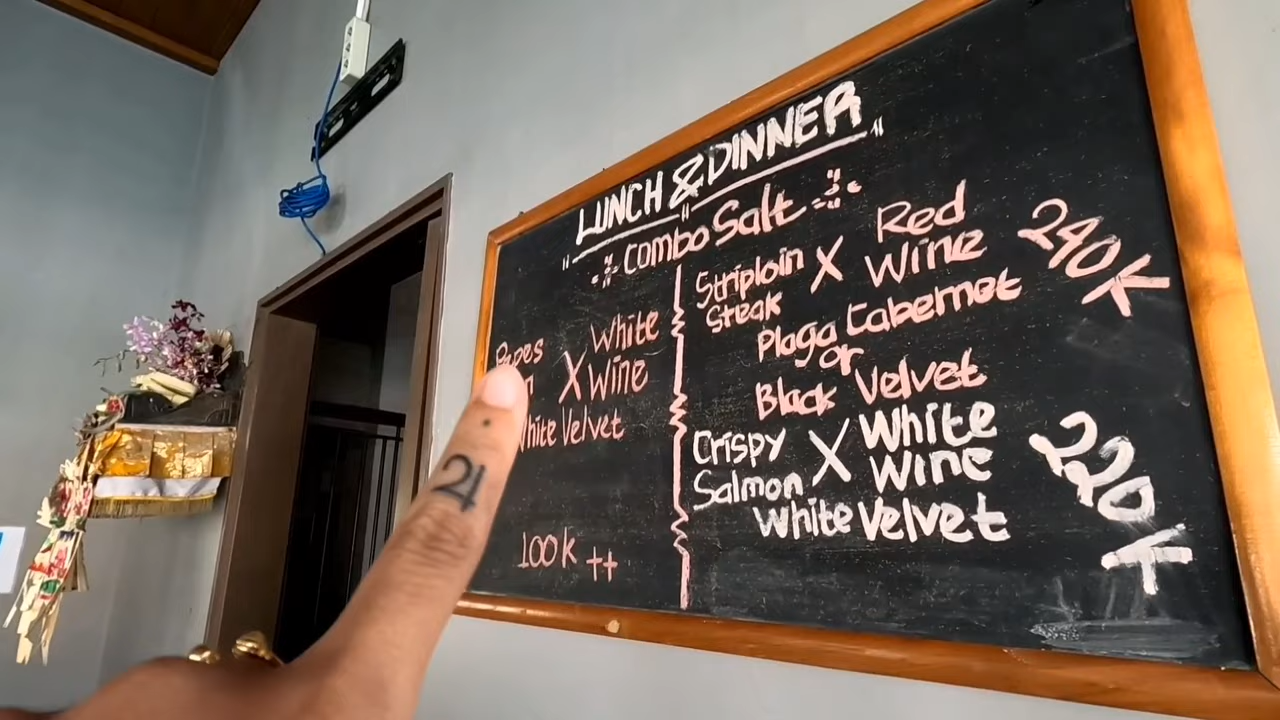 LUNCH & DINNER
Combo Salt
White
X Wine
White Velvet
100K ++
Striploin Steak X Red Wine 240K
Plaga Cabernet
or
Black Velvet
Crispy Salmon X White Wine 220K
White Velvet
24